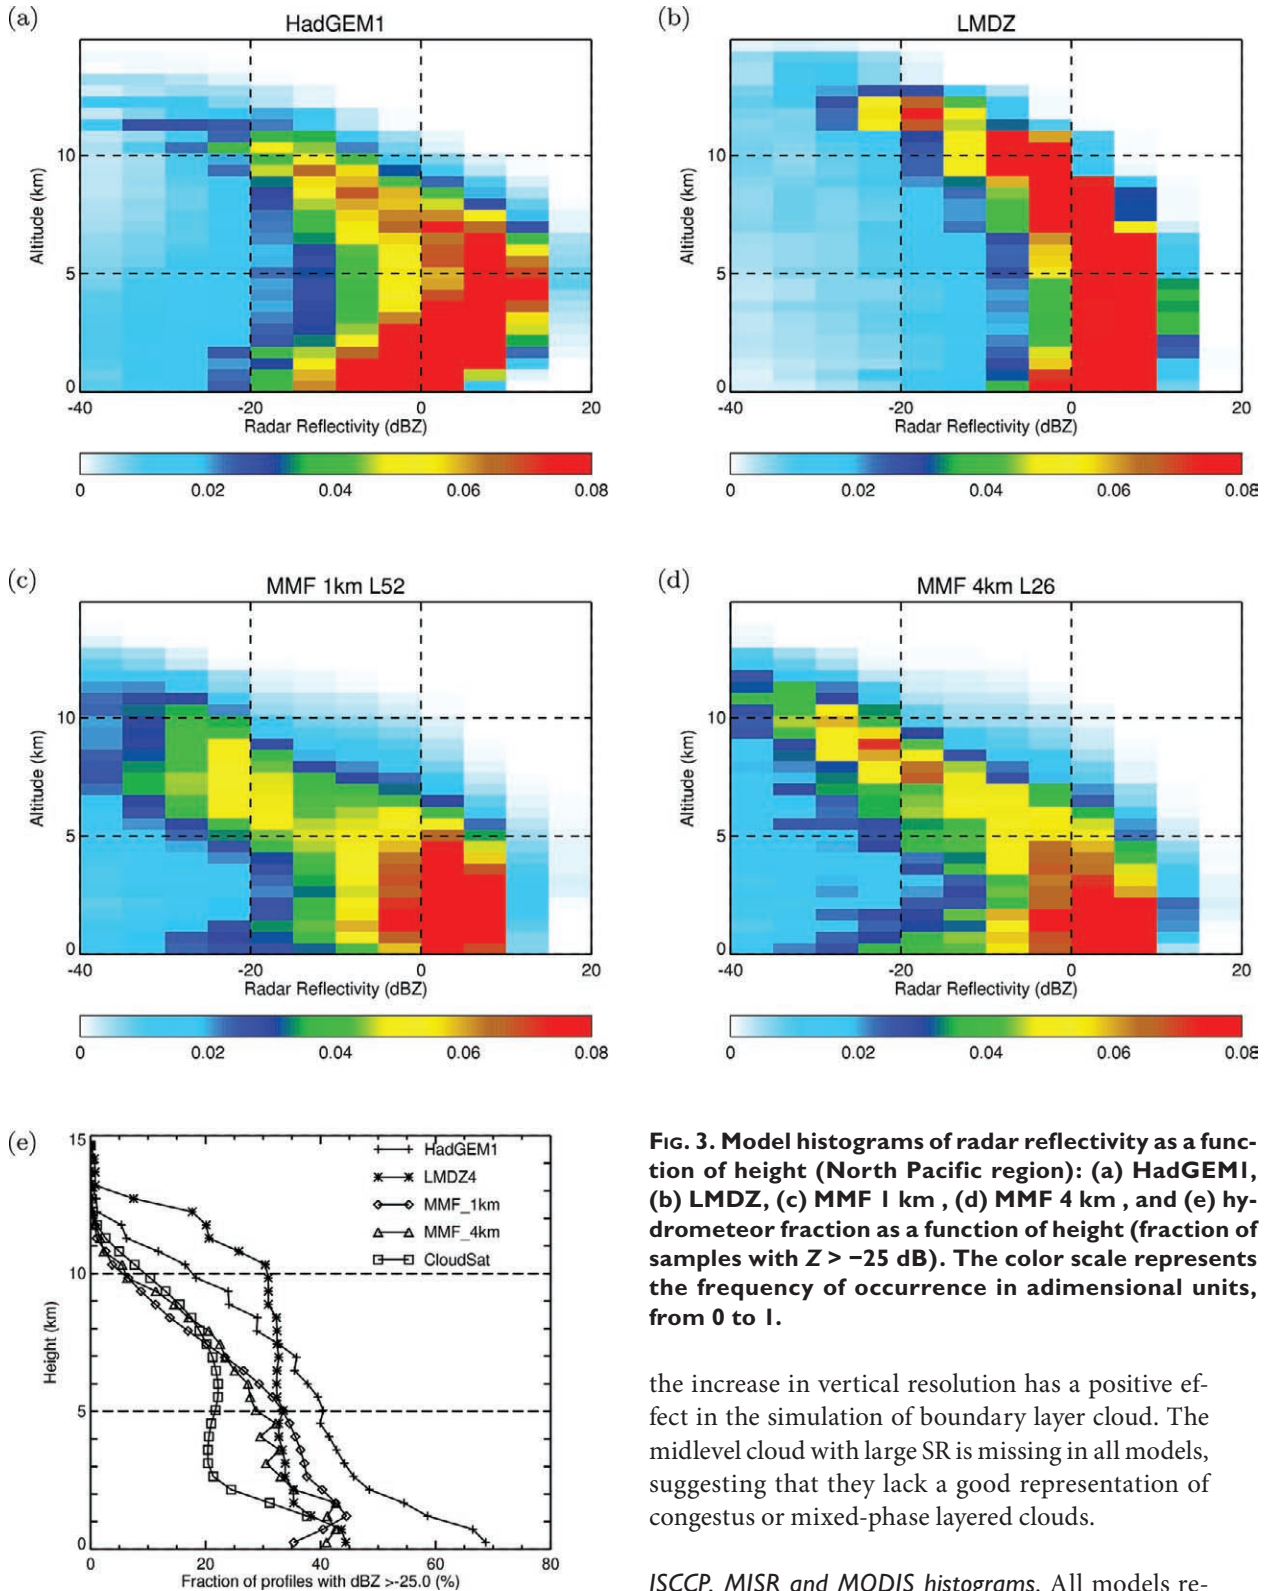 (a)
HadGEM1
Altitude (km)
10
5
0
-40
-20
0
20
Radar Reflectivity (dBZ)
0
0.02
0.04
0.06
0.08
(b)
LMDZ
Altitude (km)
10
5
0
-40
-20
0
20
Radar Reflectivity (dBZ)
0
0.02
0.04
0.06
0.08
(c)
MMF 1km L52
Altitude (km)
10
5
0
-40
-20
0
20
Radar Reflectivity (dBZ)
0
0.02
0.04
0.06
0.08
(d)
MMF 4km L26
Altitude (km)
10
5
0
-40
-20
0
20
Radar Reflectivity (dBZ)
0
0.02
0.04
0.06
0.08
(e)
15
10
5
0
Height (km)
HadGEM1
LMDZ4
MMF_1km
MMF_4km
CloudSat
0
20
40
60
80
Fraction of profiles with dBZ >-25.0 (%)
FIG. 3. Model histograms of radar reflectivity as a func-
tion of height (North Pacific region): (a) HadGEM1,
(b) LMDZ, (c) MMF 1 km , (d) MMF 4 km , and (e) hy-
drometeor fraction as a function of height (fraction of
samples with Z > −25 dB). The color scale represents
the frequency of occurrence in adimensional units,
from 0 to 1.
the increase in vertical resolution has a positive ef-
fect in the simulation of boundary layer cloud. The
midlevel cloud with large SR is missing in all models,
suggesting that they lack a good representation of
congestus or mixed-phase layered clouds.
ISCCP, MISR and MODIS histograms. All models re-